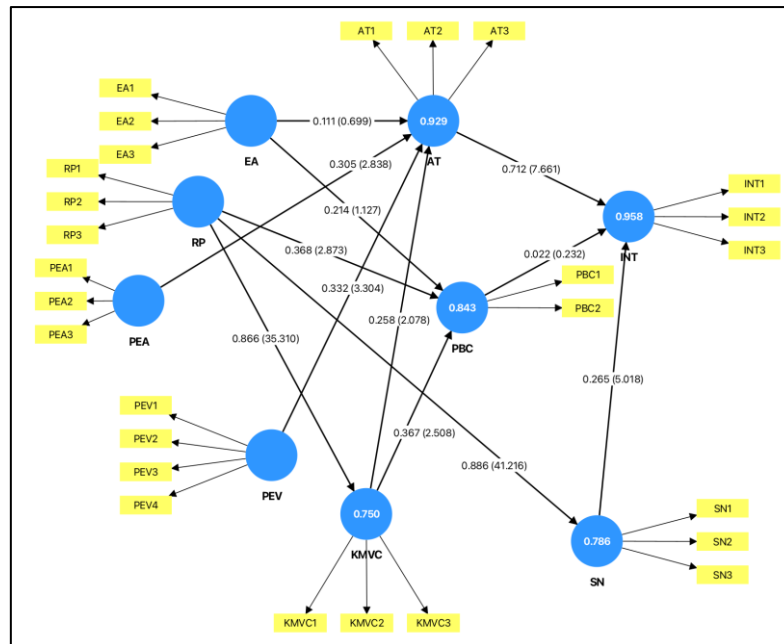 AT1
AT2
AT3
EA1
EA2
EA3
EA
0.111 (0.699)
0.929
AT
0.305 (2.838)
0.712 (7.661)
RP1
RP2
RP3
RP
0.214 (1.127)
INT1
INT2
INT3
0.958
INT
0.368 (2.873)
0.022 (0.232)
PEA1
PEA2
PEA3
PEA
0.332 (3.304)
PBC1
PBC2
0.843
PBC
0.866 (35.310)
0.258 (2.078)
0.265 (5.018)
PEV1
PEV2
PEV3
PEV4
PEV
0.367 (2.508)
0.886 (41.216)
0.750
KMVC
SN1
SN2
SN3
0.786
SN
KMVC1
KMVC2
KMVC3